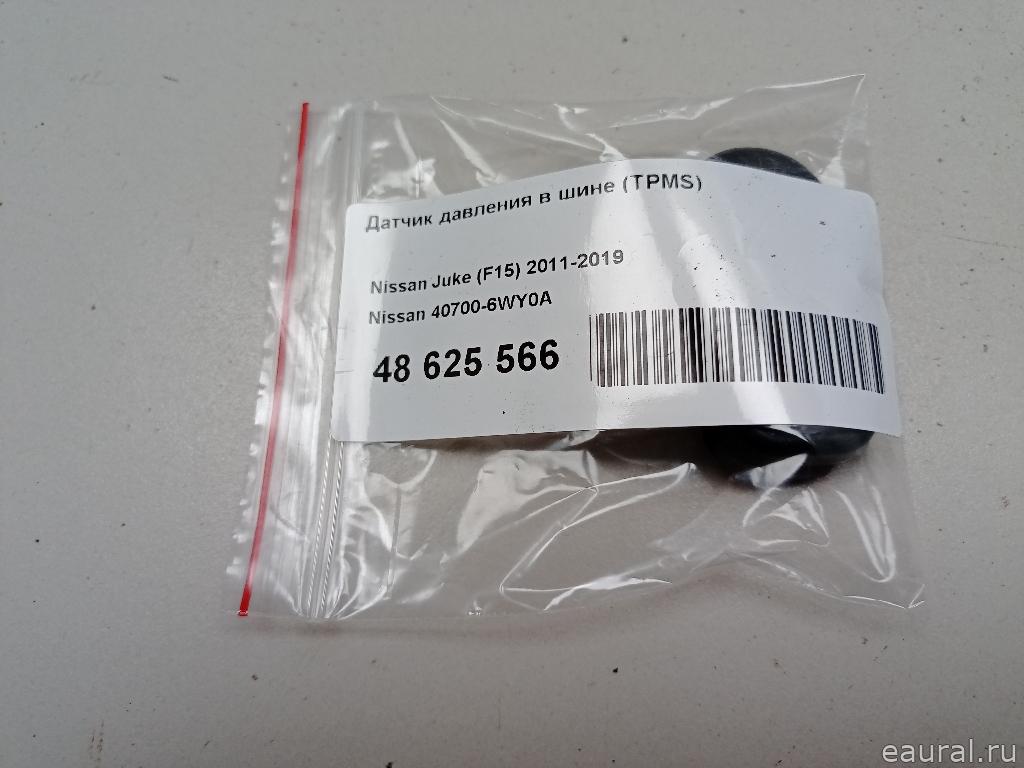 Датчик давления в шине (TPMS)
Nissan Juke (F15) 2011-2019
Nissan 40700-6WY0A
48 625 566
eaural.ru